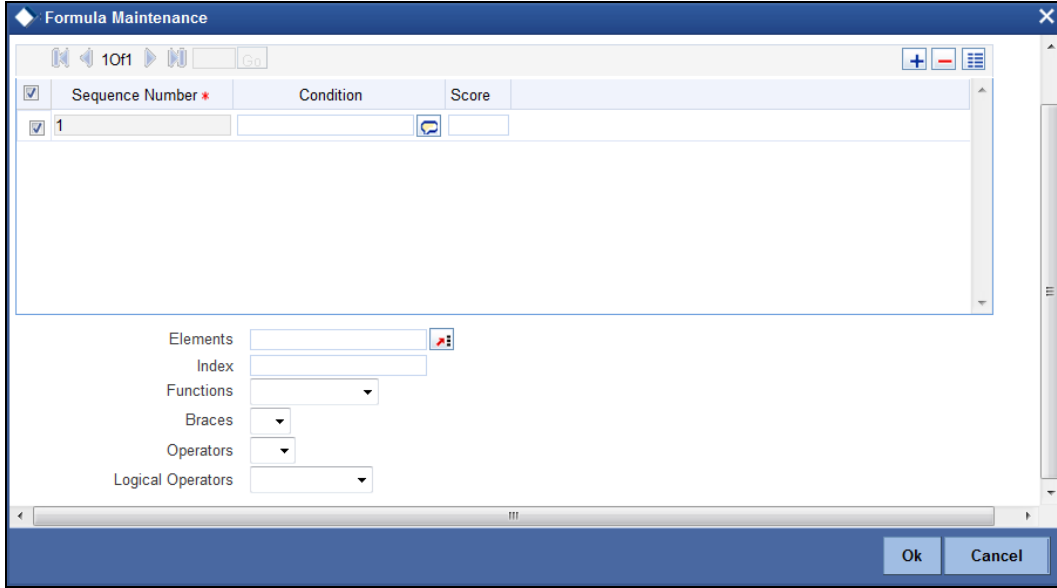 Formula Maintenance
1Of1 Go
Sequence Number * Condition Score
1
Elements
Index
Functions
Braces
Operators
Logical Operators
Ok Cancel